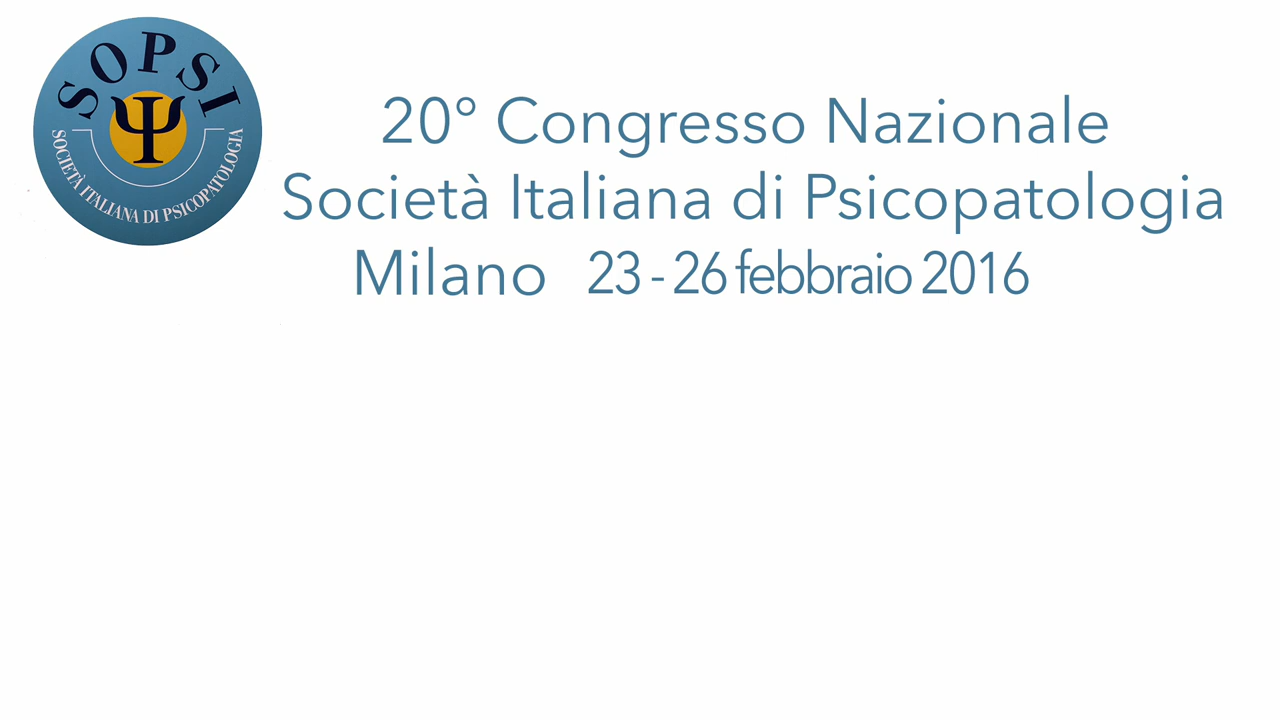 SOPSI
Ψ
SOCIETÀ ITALIANA DI PSICOPATOLOGIA
20° Congresso Nazionale
Società Italiana di Psicopatologia
Milano 23 - 26 febbraio 2016